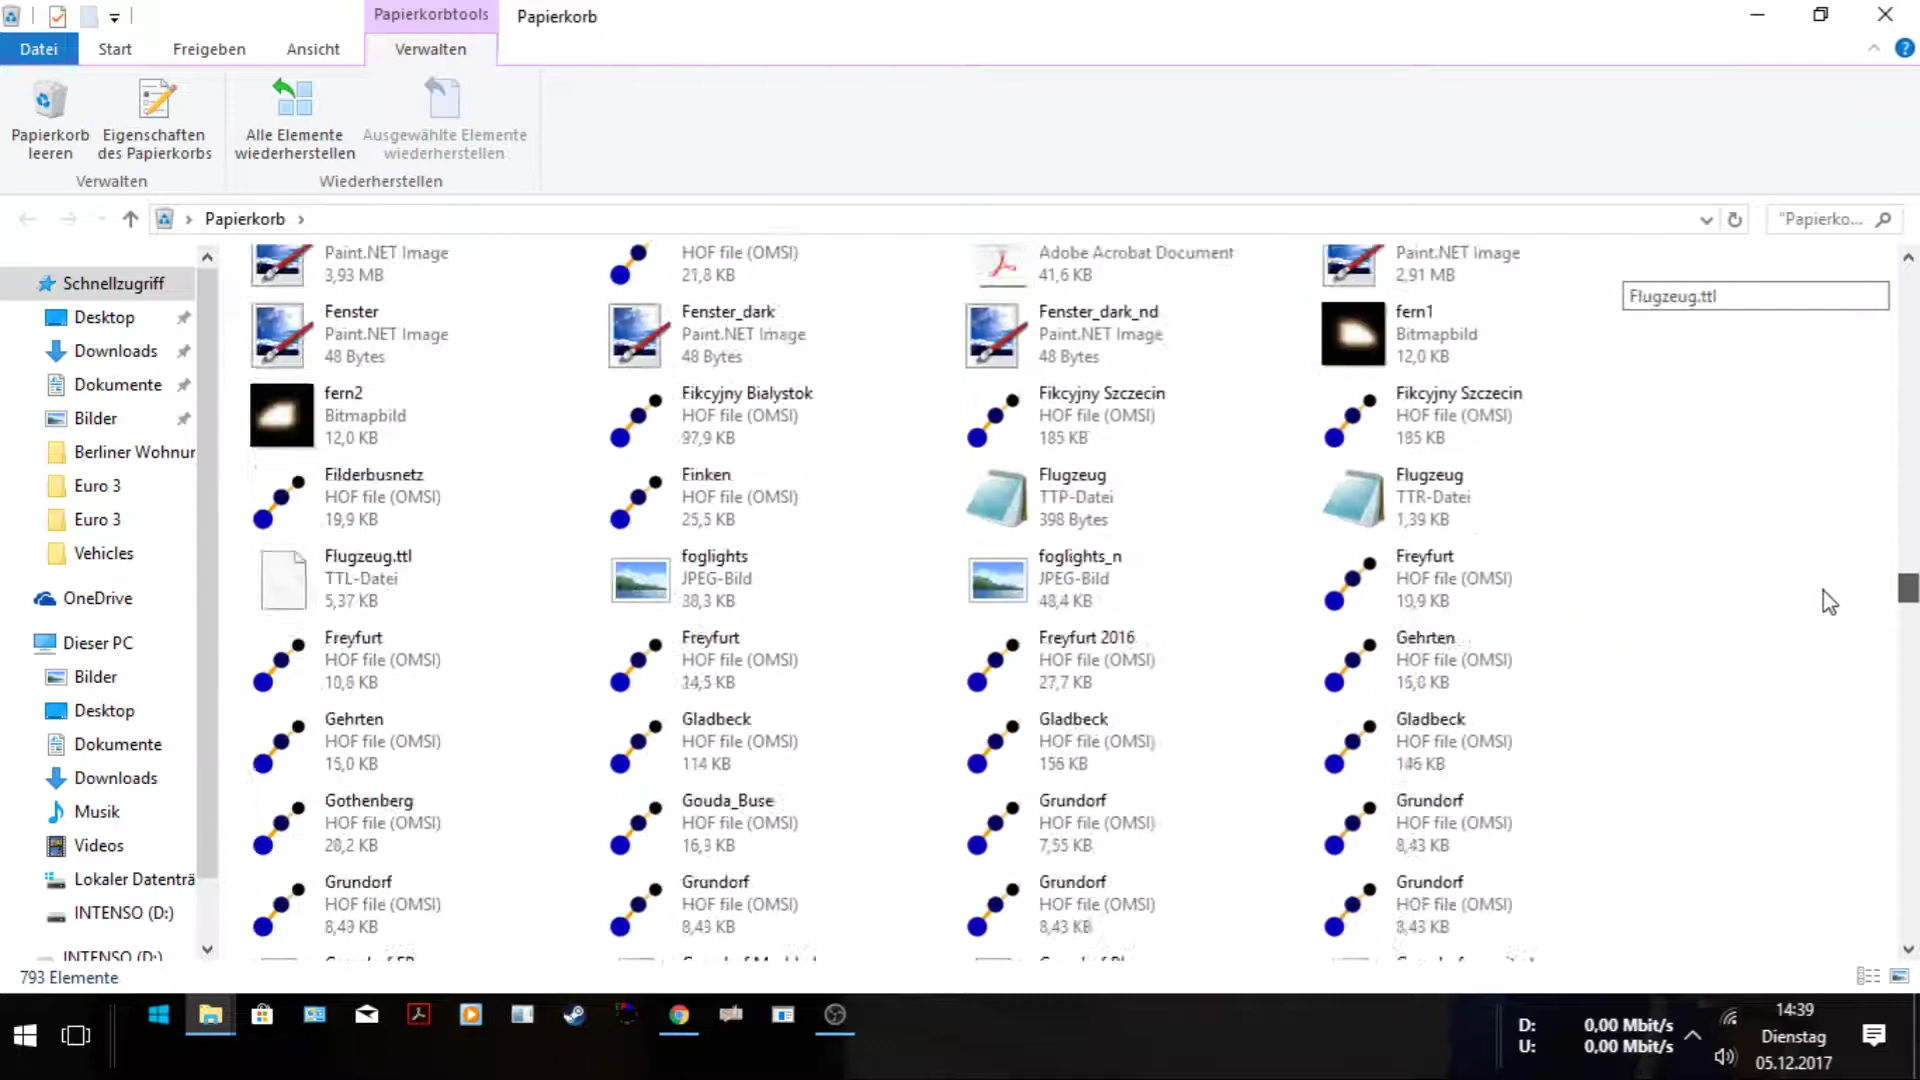 Papierkorbtools
Papierkorb
Datei
Start
Freigeben
Ansicht
Verwalten
Papierkorb leeren
Eigenschaften des Papierkorbs
Alle Elemente wiederherstellen
Ausgewählte Elemente wiederherstellen
Verwalten
Wiederherstellen
Papierkorb
"Papierko...
Schnellzugriff
Desktop
Downloads
Dokumente
Bilder
Berliner Wohnur
Euro 3
Euro 3
Vehicles
OneDrive
Dieser PC
Bilder
Desktop
Dokumente
Downloads
Musik
Videos
Lokaler Datenträ
INTENSO (D:)
INTENSO (D:)
Paint.NET Image
3,93 MB
HOF file (OMSI)
21,8 KB
Adobe Acrobat Document
41,6 KB
Paint.NET Image
2,91 MB
Flugzeug.ttl
Fenster
Paint.NET Image
48 Bytes
Fenster_dark
Paint.NET Image
48 Bytes
Fenster_dark_nd
Paint.NET Image
48 Bytes
fern1
Bitmapbild
12,0 KB
fern2
Bitmapbild
12,0 KB
Fikcyjny Bialystok
HOF file (OMSI)
97,9 KB
Fikcyjny Szczecin
HOF file (OMSI)
185 KB
Fikcyjny Szczecin
HOF file (OMSI)
185 KB
Filderbusnetz
HOF file (OMSI)
19,9 KB
Finken
HOF file (OMSI)
25,5 KB
Flugzeug
TTP-Datei
398 Bytes
Flugzeug
TTR-Datei
1,39 KB
Flugzeug.ttl
TTL-Datei
5,37 KB
foglights
JPEG-Bild
38,3 KB
foglights_n
JPEG-Bild
48,4 KB
Freyfurt
HOF file (OMSI)
19,9 KB
Freyfurt
HOF file (OMSI)
10,8 KB
Freyfurt
HOF file (OMSI)
24,5 KB
Freyfurt 2016
HOF file (OMSI)
27,7 KB
Gehrten
HOF file (OMSI)
15,0 KB
Gehrten
HOF file (OMSI)
15,0 KB
Gladbeck
HOF file (OMSI)
114 KB
Gladbeck
HOF file (OMSI)
156 KB
Gladbeck
HOF file (OMSI)
146 KB
Gothenberg
HOF file (OMSI)
28,2 KB
Gouda_Buse
HOF file (OMSI)
16,3 KB
Grundorf
HOF file (OMSI)
7,55 KB
Grundorf
HOF file (OMSI)
8,43 KB
Grundorf
HOF file (OMSI)
8,49 KB
Grundorf
HOF file (OMSI)
8,43 KB
Grundorf
HOF file (OMSI)
8,43 KB
Grundorf
HOF file (OMSI)
8,43 KB
793 Elemente
D: 0,00 Mbit/s
U: 0,00 Mbit/s
14:39
Dienstag
05.12.2017